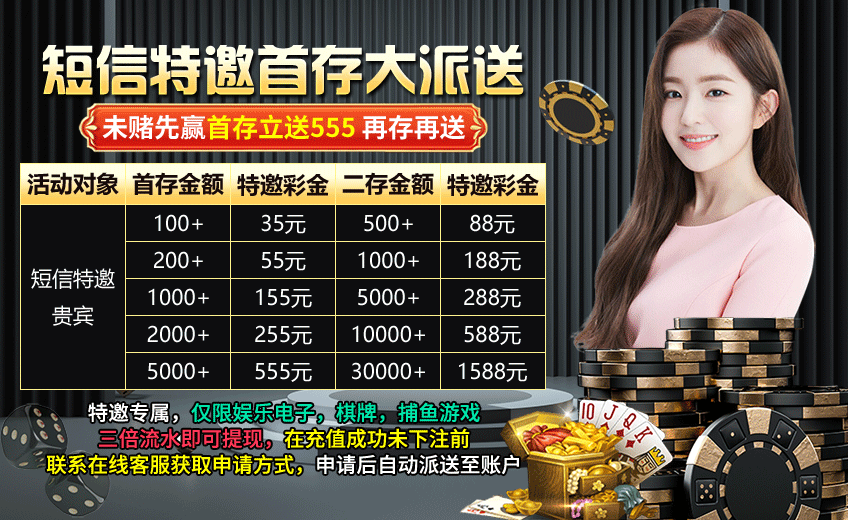 短信特邀首存大派送
未赌先赢首存立送555 再存再送
活动对象 首存金额 特邀彩金 二存金额 特邀彩金
100+ 35元 500+ 88元
200+ 55元 1000+ 188元
短信特邀
贵宾
1000+ 155元 5000+ 288元
2000+ 255元 10000+ 588元
5000+ 555元 30000+ 1588元
特邀专属，仅限娱乐电子，棋牌，捕鱼游戏
三倍流水即可提现，在充值成功未下注前
联系在线客服获取申请方式，申请后自动派送至账户
10 J Q K